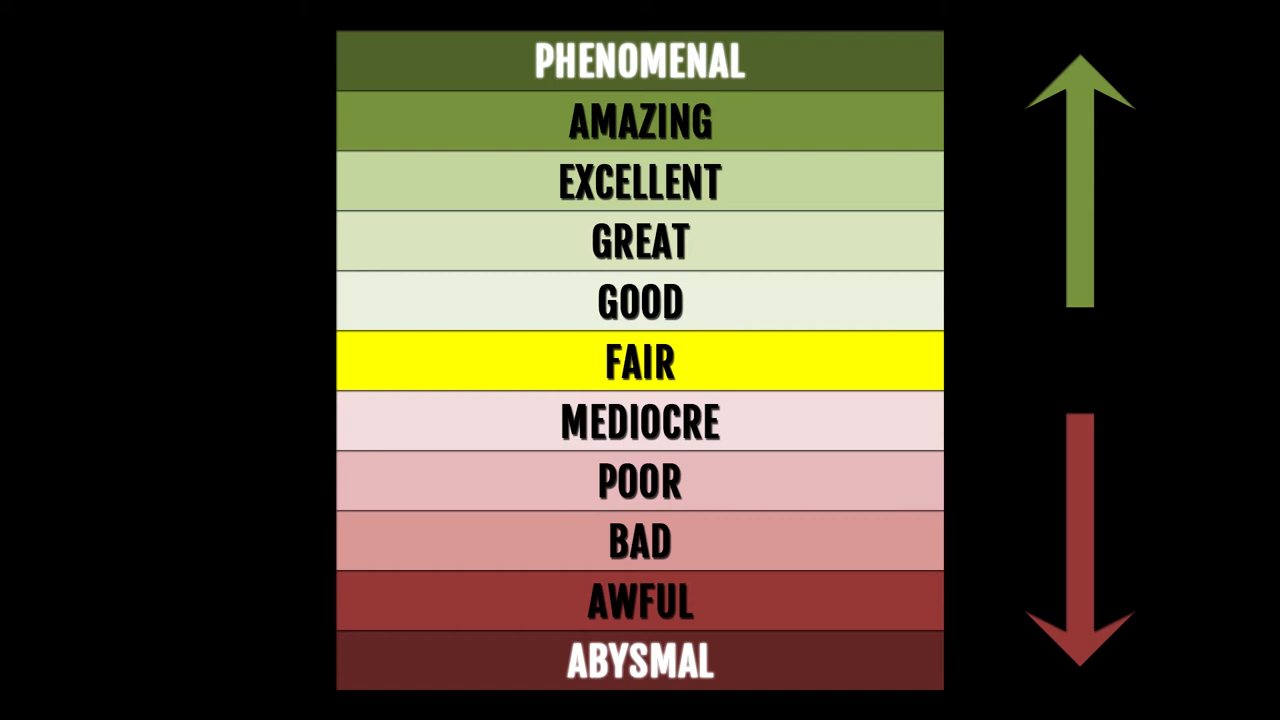 PHENOMENAL
AMAZING
EXCELLENT
GREAT
GOOD
FAIR
MEDIOCRE
POOR
BAD
AWFUL
ABYSMAL